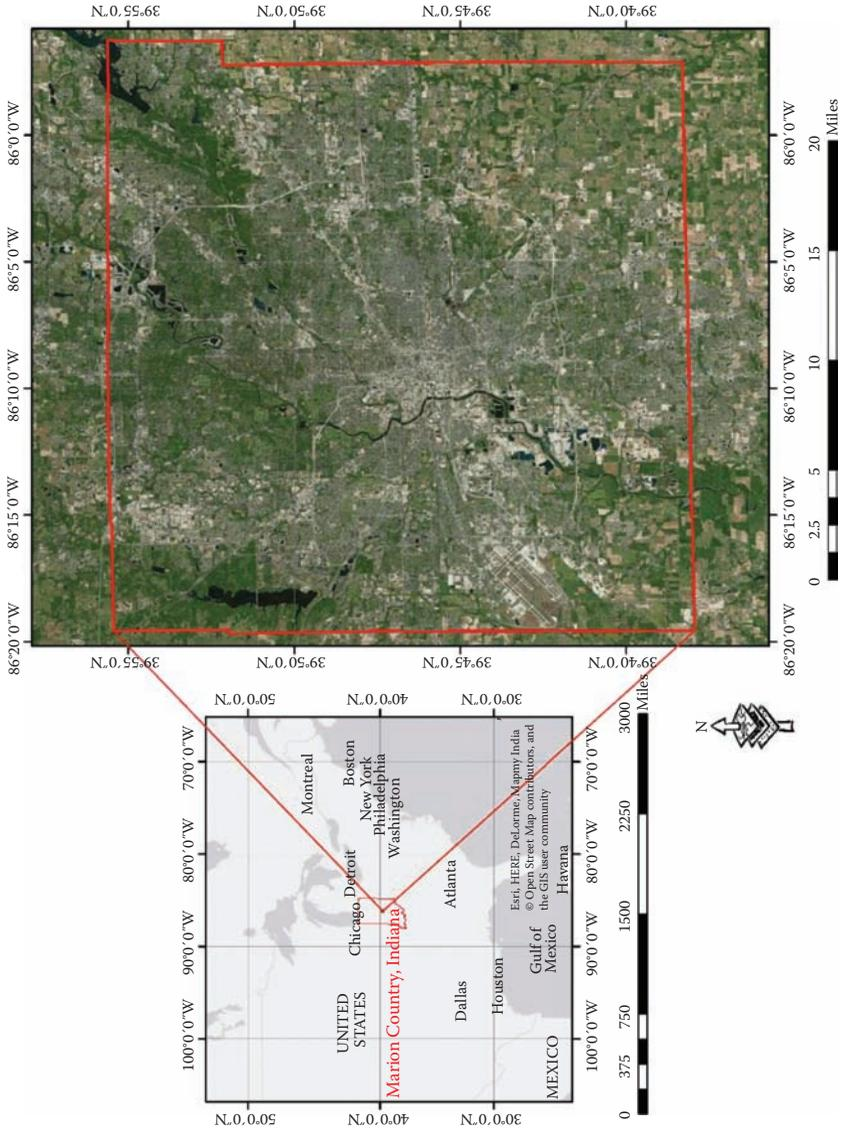 100°0′0″W 90°0′0″W 80°0′0″W 70°0′0″W
50°0′0″N
50°0′0″N
40°0′0″N
40°0′0″N
30°0′0″N
30°0′0″N
Montreal
UNITED
STATES
Chicago
Detroit
Boston
New York
Philadelphia
Washington
Marion Country, Indiana
Atlanta
Dallas
Houston
Gulf of
Mexico
Havana
MEXICO
Esri, HERE, DeLorme, Mapmy India
© Open Street Map contributors, and
the GIS user community
100°0′0″W 90°0′0″W 80°0′0″W 70°0′0″W
0 375 750 1500 2250 3000
Miles
N
86°20′0″W 86°15′0″W 86°10′0″W 86°5′0″W 86°0′0″W
39°55′0″N
39°55′0″N
39°50′0″N
39°50′0″N
39°45′0″N
39°45′0″N
39°40′0″N
39°40′0″N
86°20′0″W 86°15′0″W 86°10′0″W 86°5′0″W 86°0′0″W
0 2.5 5 10 15 20
Miles